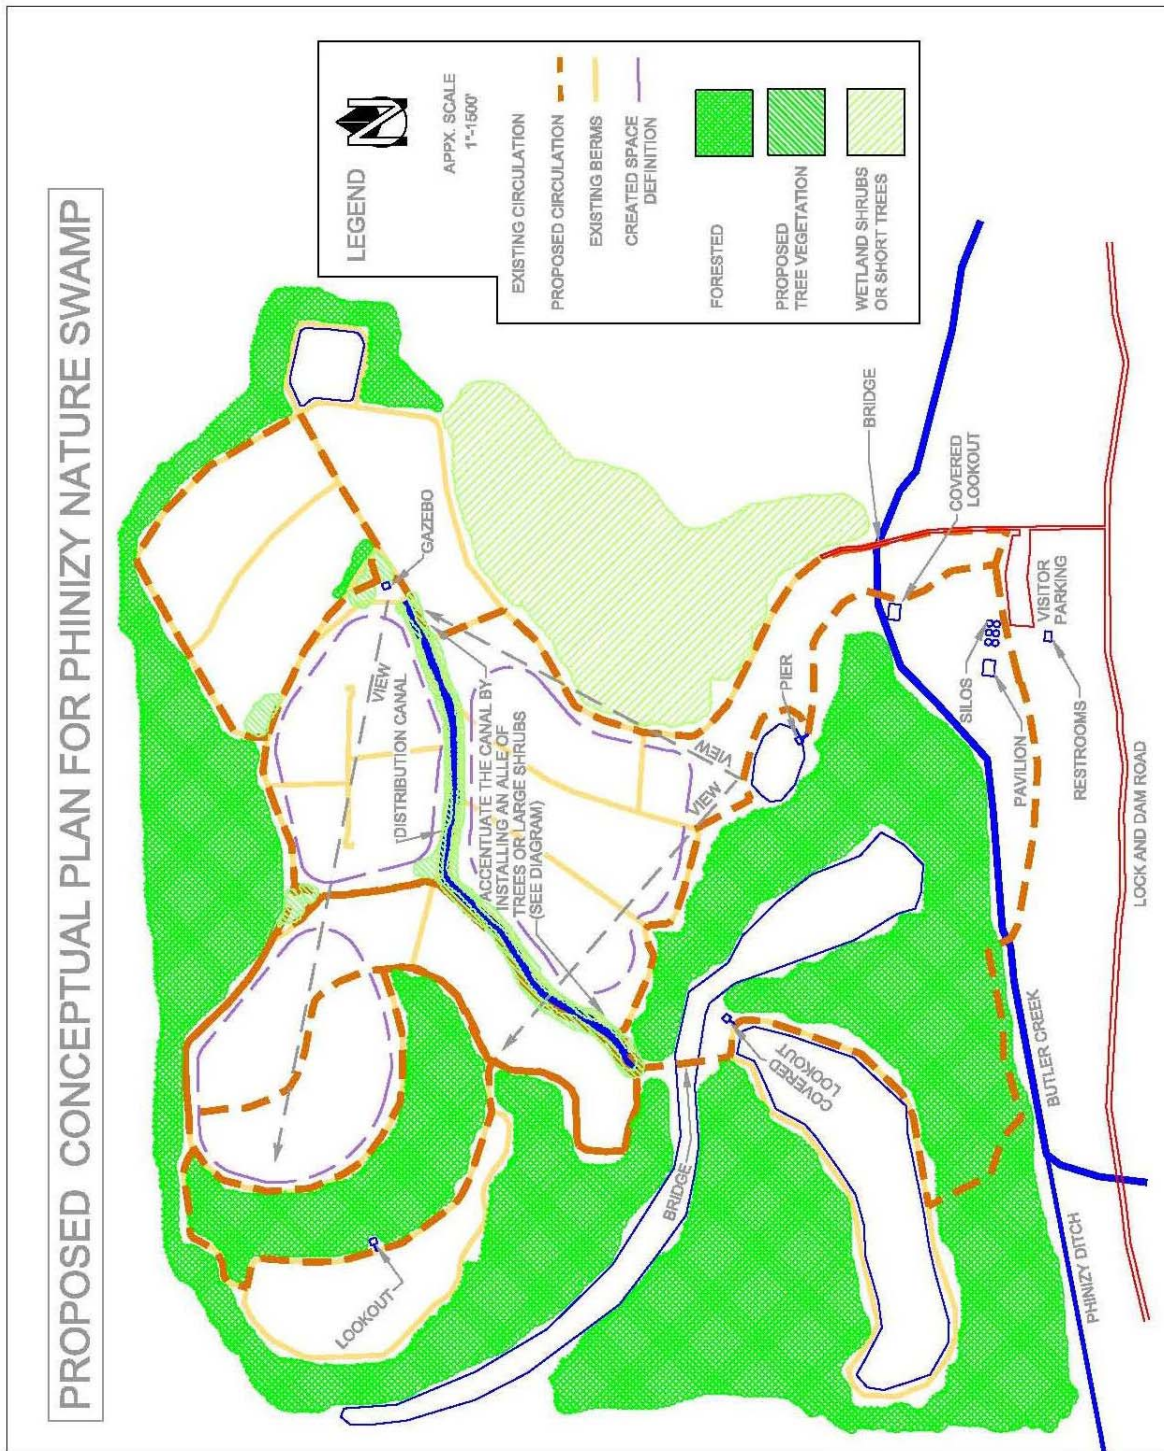 PROPOSED CONCEPTUAL PLAN FOR PHINIZY NATURE SWAMP
LEGEND
N
APPX. SCALE
1"-1500'
EXISTING CIRCULATION
PROPOSED CIRCULATION
EXISTING BERMS
CREATED SPACE
DEFINITION
FORESTED
PROPOSED
TREE VEGETATION
WETLAND SHRUBS
OR SHORT TREES
GAZEBO
VIEW
DISTRIBUTION CANAL
ACCENTUATE THE CANAL BY
INSTALLING AN ALLE OF
TREES OR LARGE SHRUBS
(SEE DIAGRAM)
VIEW
VIEW
PIER
BRIDGE
COVERED
LOOKOUT
SILOS
VISITOR
PARKING
PAVILION
RESTROOMS
LOCK AND DAM ROAD
LOOKOUT
BRIDGE
COVERED
LOOKOUT
BUTLER CREEK
PHINIZY DITCH